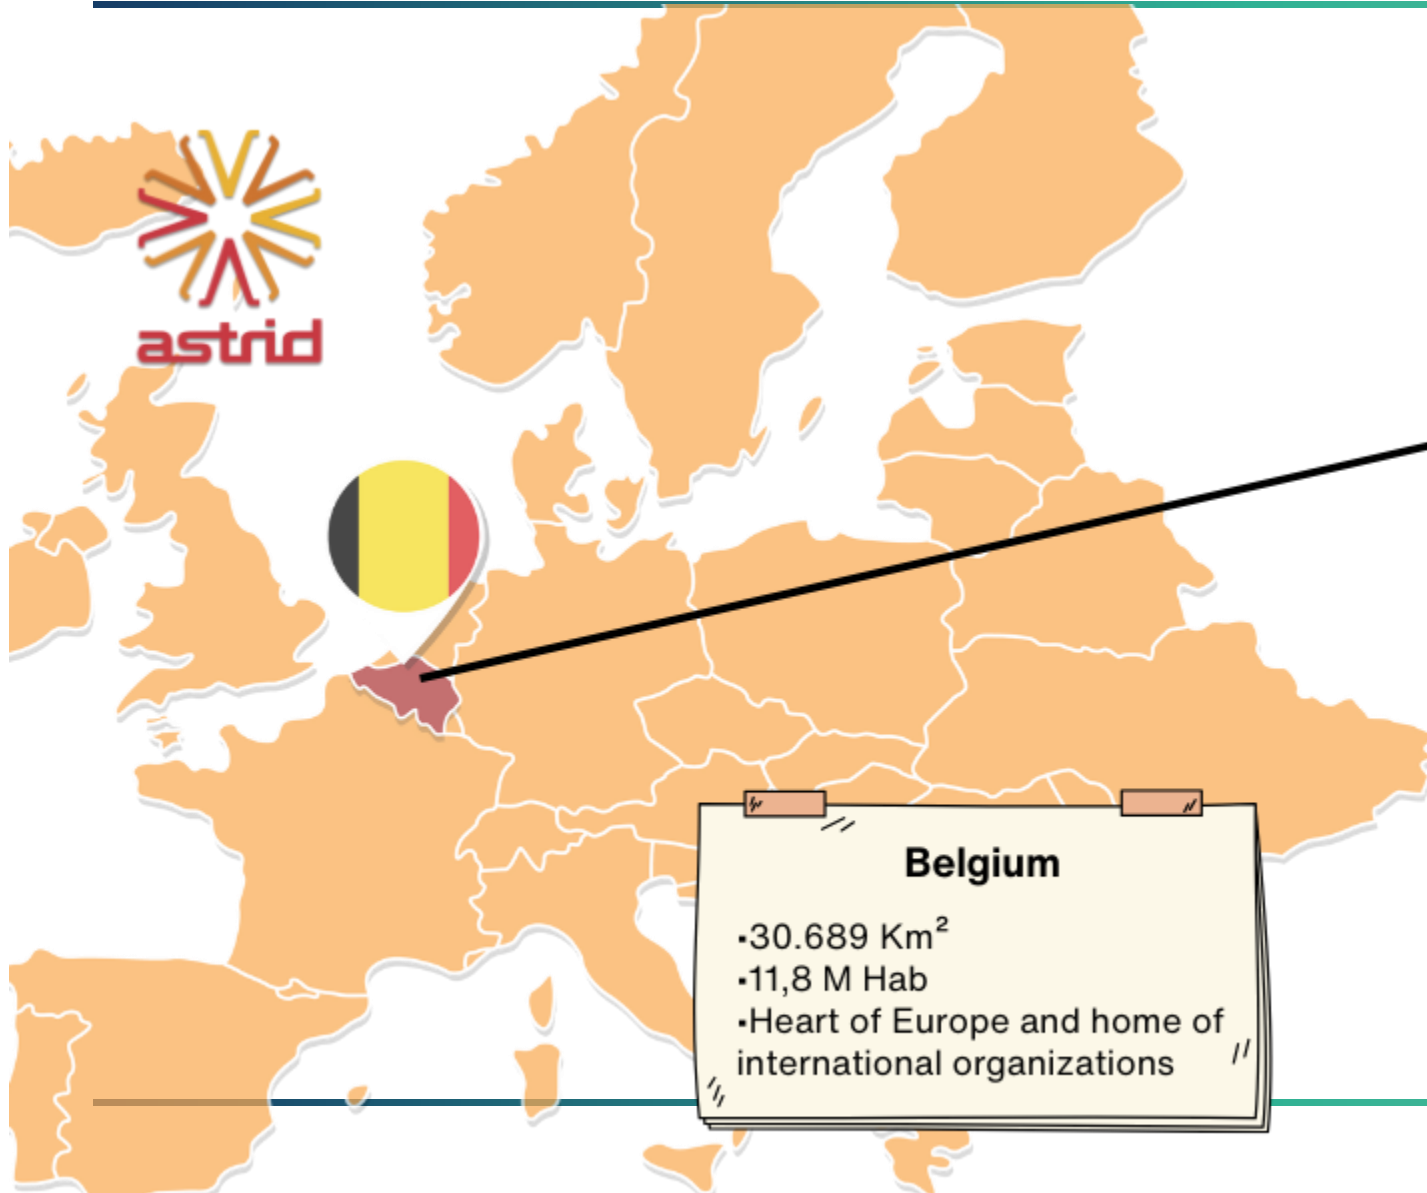 astrid
Belgium
▪30.689 Km²
▪11,8 M Hab
▪Heart of Europe and home of
international organizations